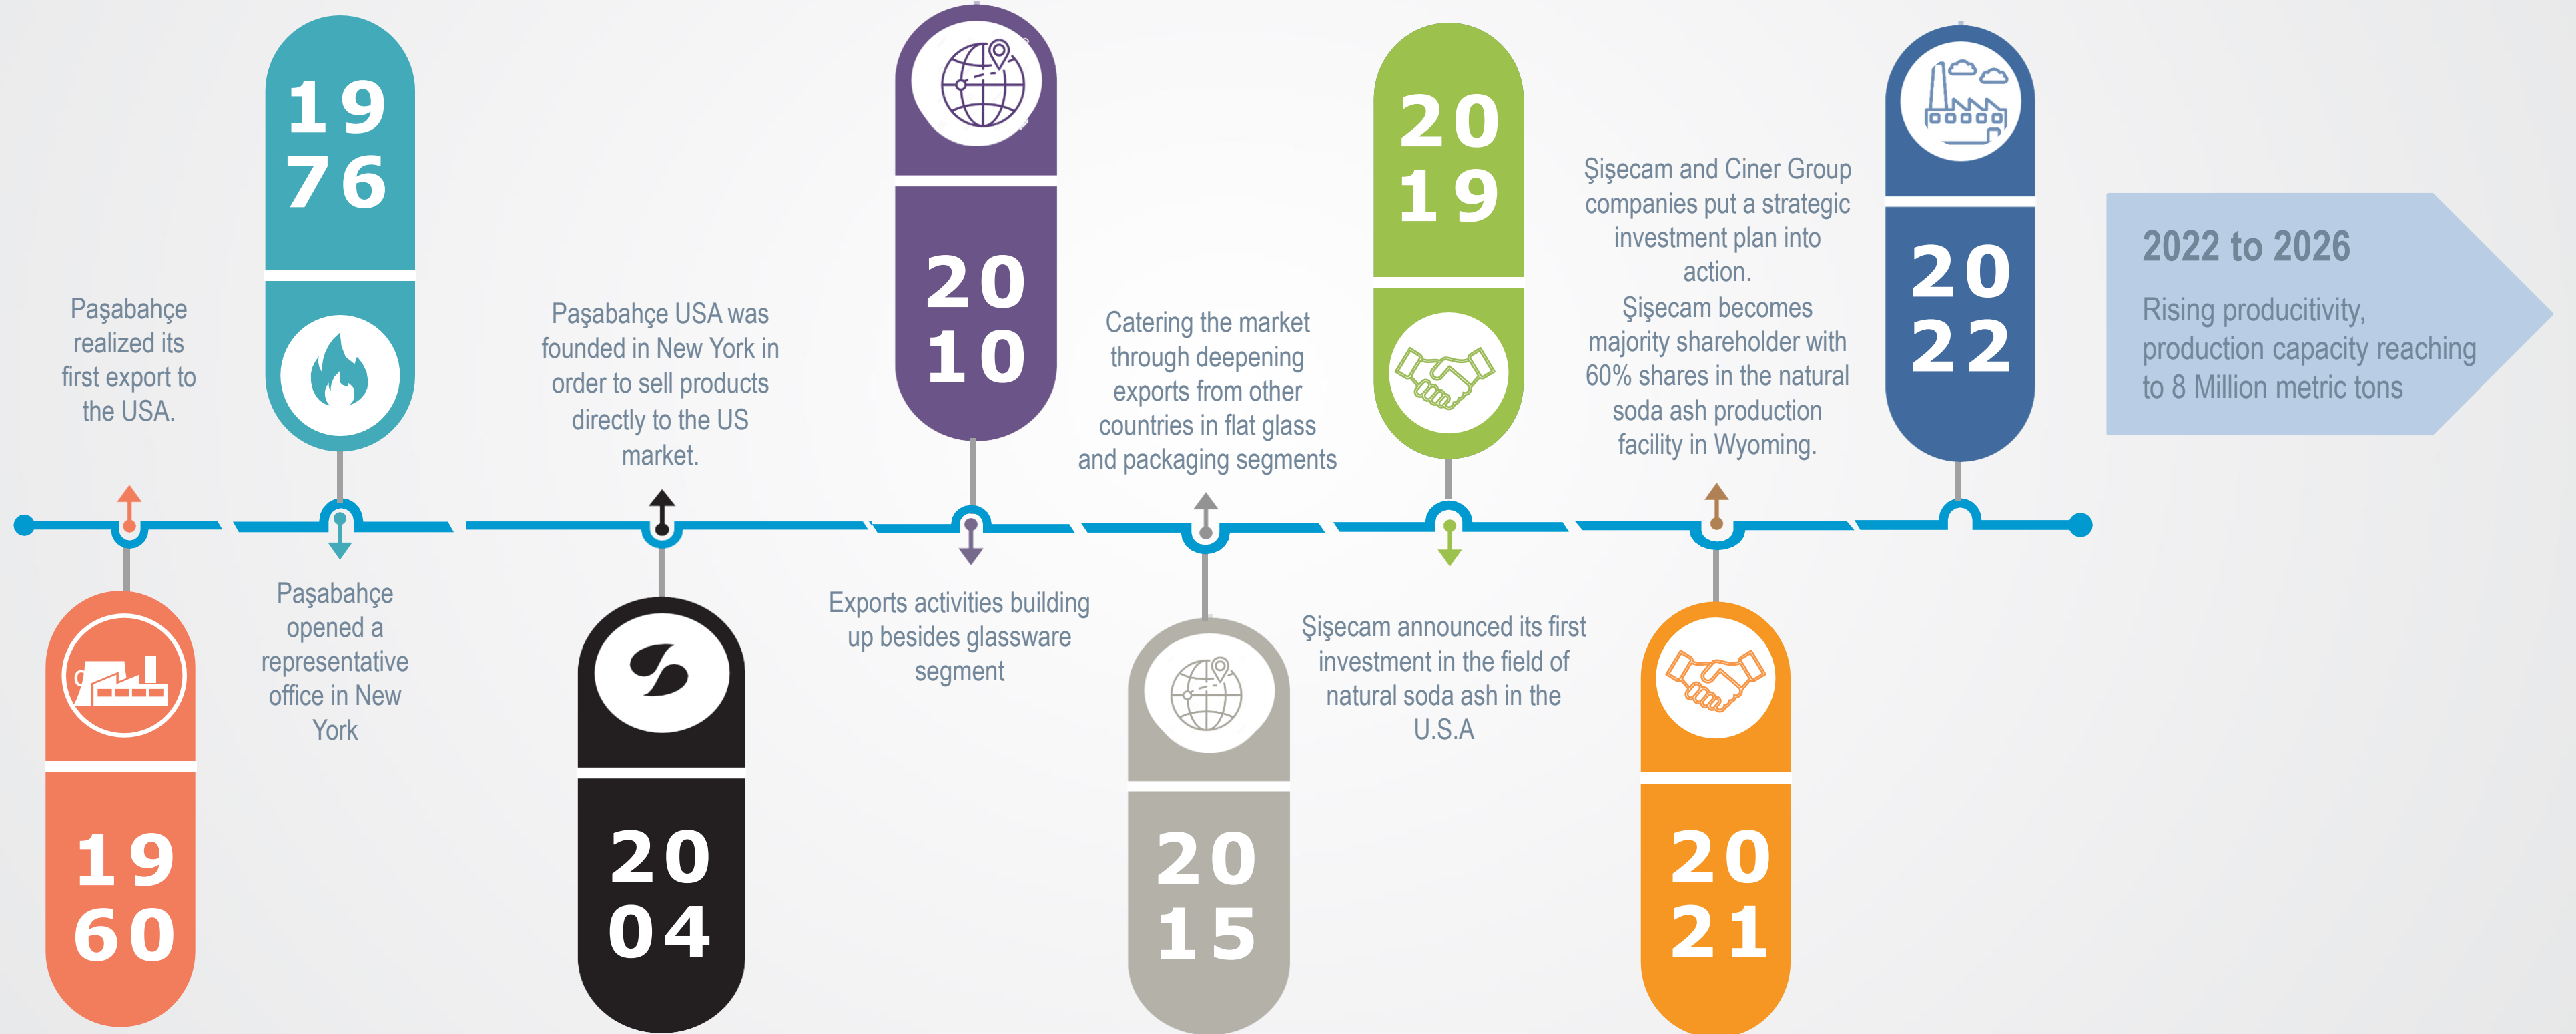 Paşabahçe
realized its
first export to
the USA.
19
60
19
76
Paşabahçe
opened a
representative
office in New
York
Paşabahçe USA was
founded in New York in
order to sell products
directly to the US
market.
20
04
20
10
Exports activities building
up besides glassware
segment
Catering the market
through deepening
exports from other
countries in flat glass
and packaging segments
20
15
20
19
Şişecam announced its first
investment in the field of
natural soda ash in the
U.S.A
Şişecam and Ciner Group
companies put a strategic
investment plan into
action.
Şişecam becomes
majority shareholder with
60% shares in the natural
soda ash production
facility in Wyoming.
20
21
20
22
2022 to 2026
Rising producitivity,
production capacity reaching
to 8 Million metric tons